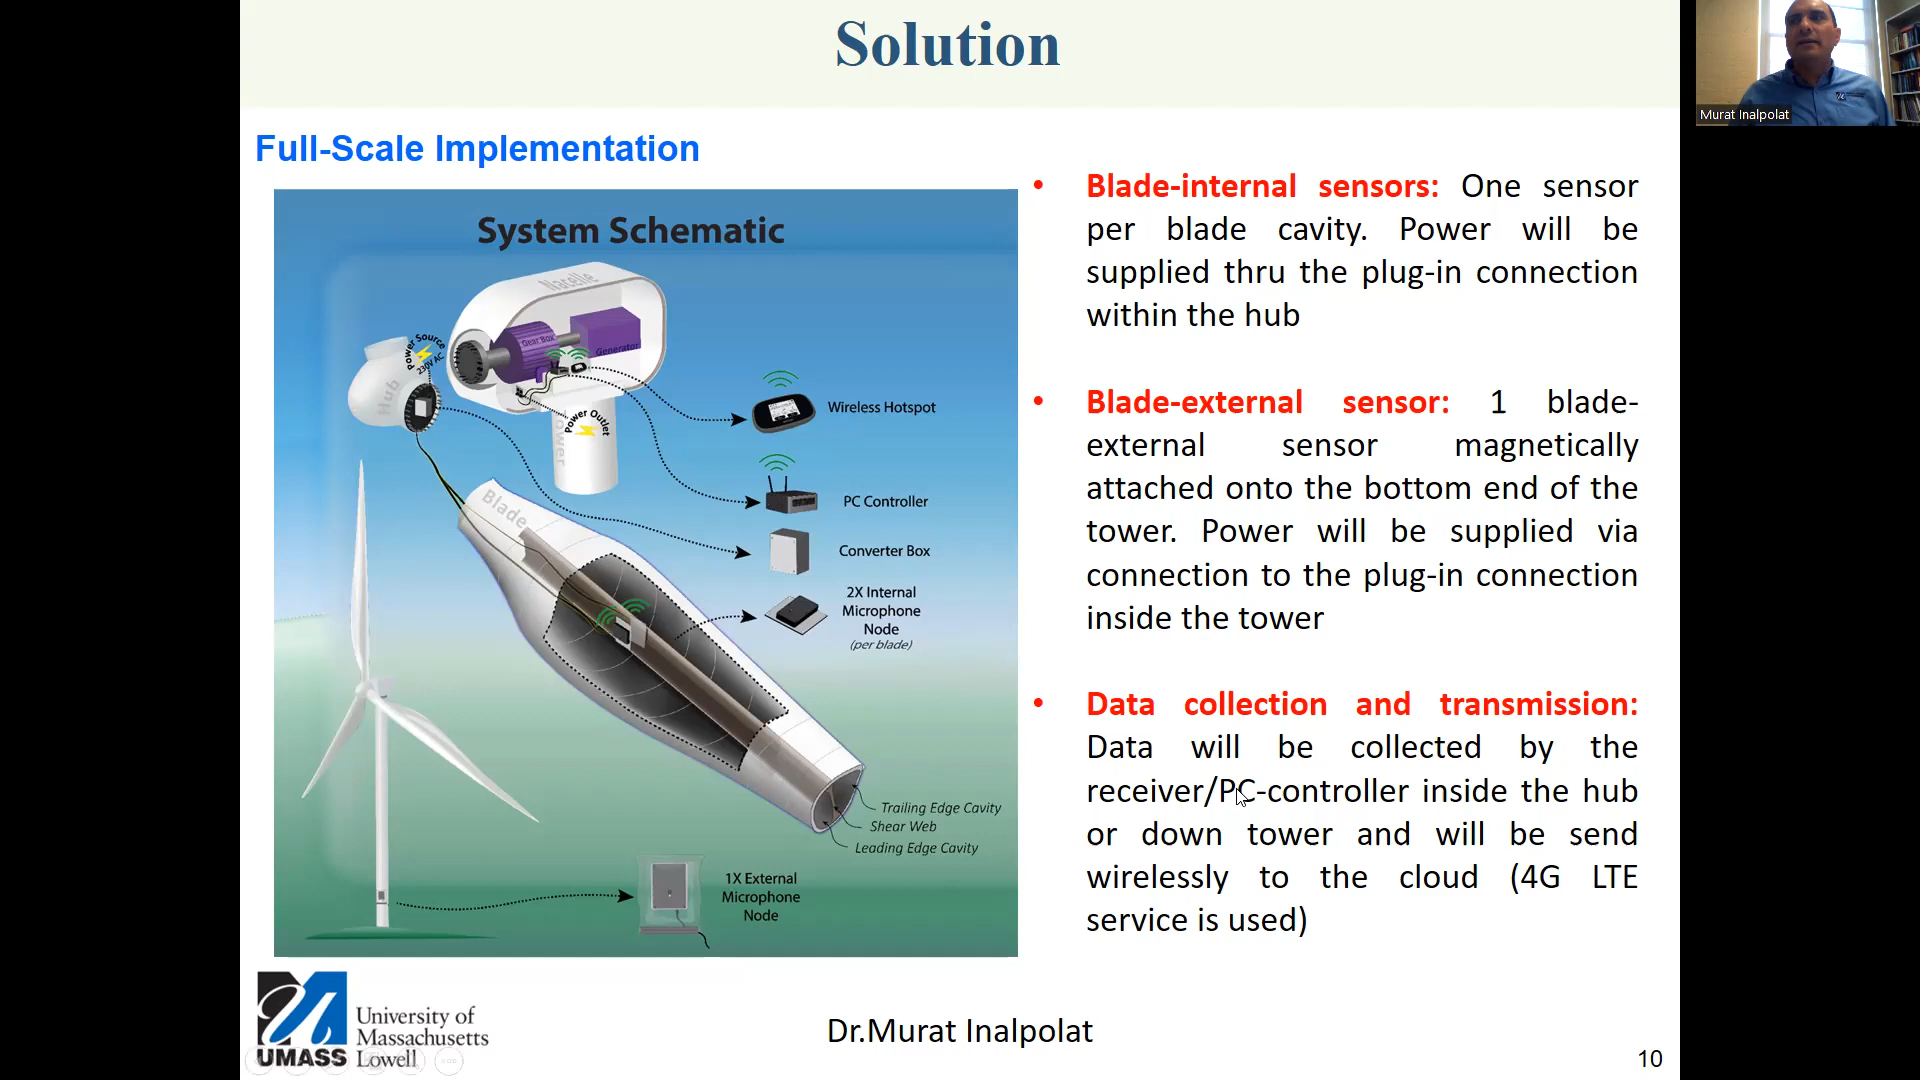 Solution
Murat Inalpolat
Full-Scale Implementation
System Schematic
Nacelle
Power Source
230V AC
Hub
Gear Box
Generator
Power Outlet
Tower
Blade
Wireless Hotspot
PC Controller
Converter Box
2X Internal
Microphone
Node
(per blade)
Trailing Edge Cavity
Shear Web
Leading Edge Cavity
1X External
Microphone
Node
• Blade-internal sensors: One sensor
per blade cavity. Power will be
supplied thru the plug-in connection
within the hub
• Blade-external sensor: 1 blade-
external sensor magnetically
attached onto the bottom end of the
tower. Power will be supplied via
connection to the plug-in connection
inside the tower
• Data collection and transmission:
Data will be collected by the
receiver/PC-controller inside the hub
or down tower and will be send
wirelessly to the cloud (4G LTE
service is used)
UMASS
University of
Massachusetts
Lowell
Dr.Murat Inalpolat
10